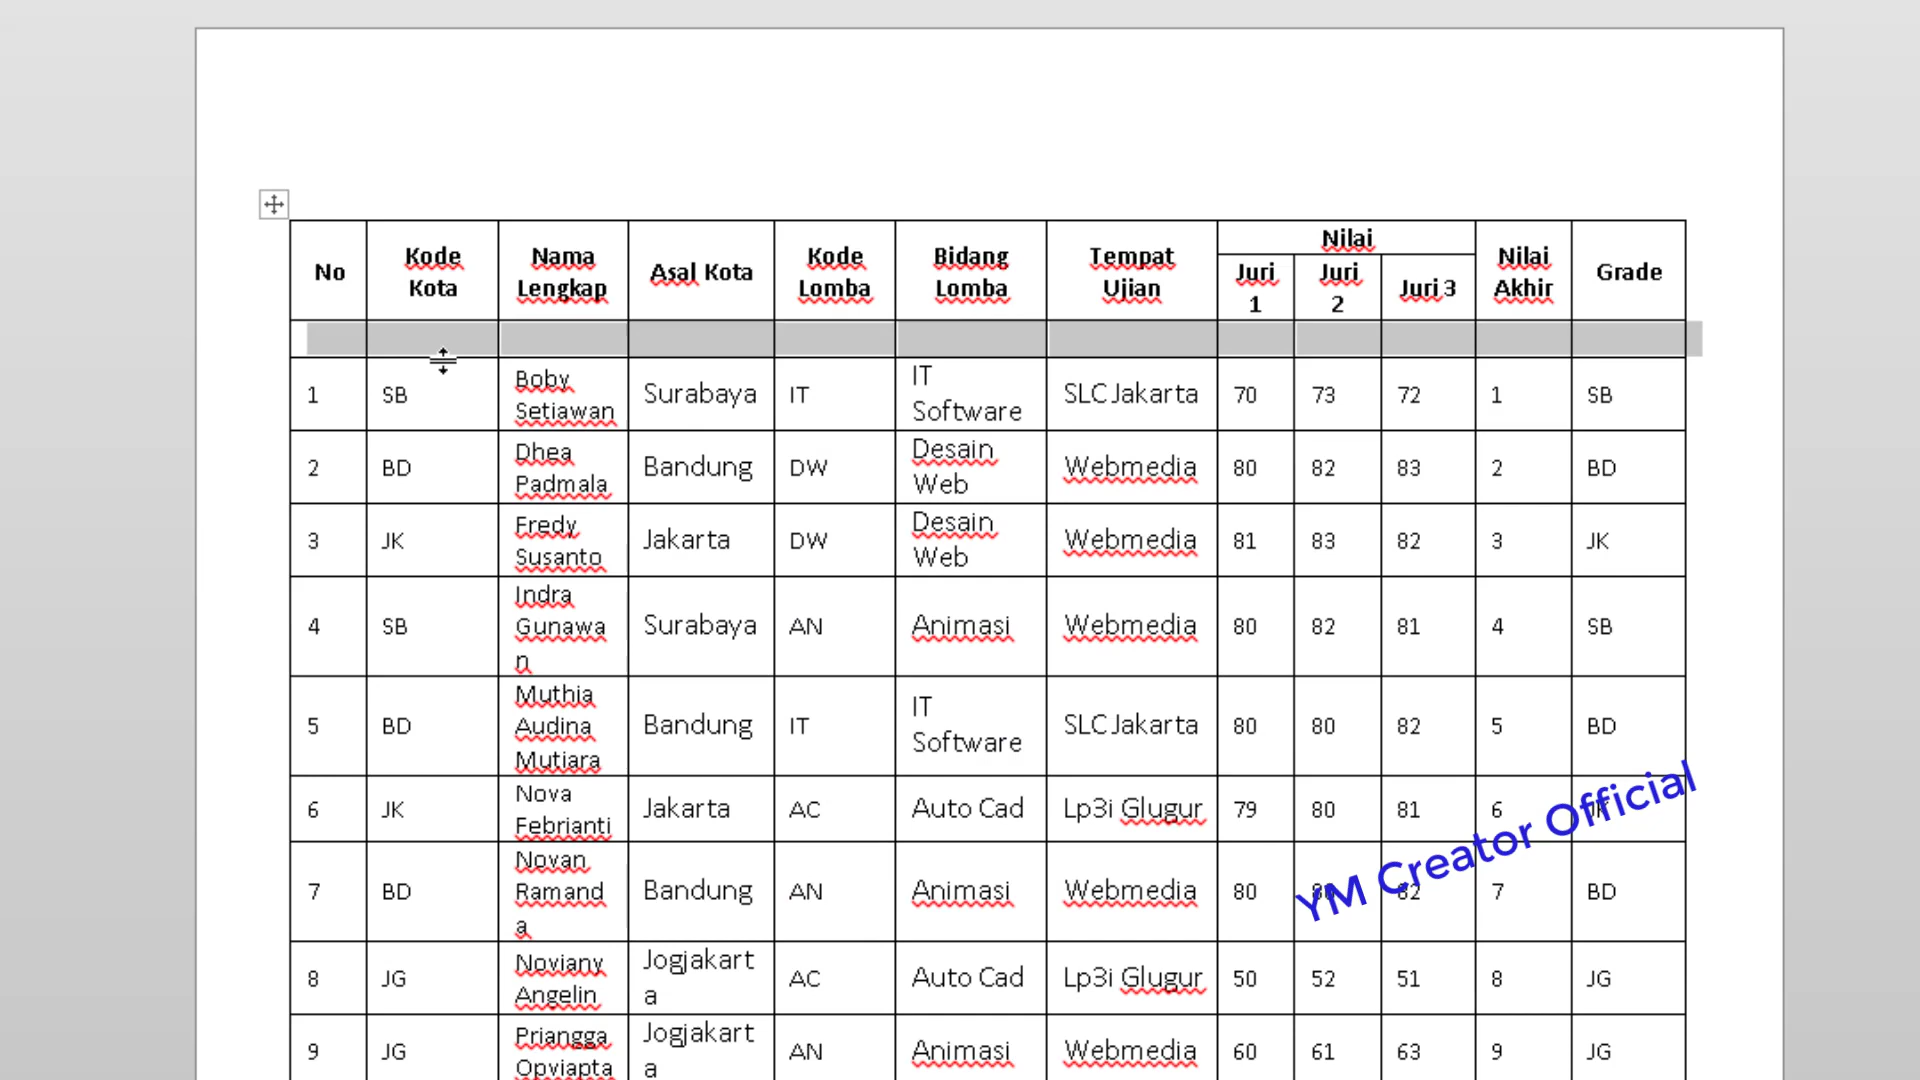 No Kode Kota Nama Lengkap Asal Kota Kode Lomba Bidang Lomba Tempat Ujian Nilai Juri 1 Juri 2 Juri 3 Nilai Akhir Grade
1 SB Boby Setiawan Surabaya IT IT Software SLC Jakarta 70 73 72 1 SB
2 BD Dhea Padmala Bandung DW Desain Web Webmedia 80 82 83 2 BD
3 JK Fredy Susanto Jakarta DW Desain Web Webmedia 81 83 82 3 JK
4 SB Indra Gunawan Surabaya AN Animasi Webmedia 80 82 81 4 SB
5 BD Muthia Audina Mutiara Bandung IT IT Software SLC Jakarta 80 80 82 5 BD
6 JK Nova Febrianti Jakarta AC Auto Cad Lp3i Glugur 79 80 81 6
7 BD Novan Ramanda Bandung AN Animasi Webmedia 80 82 7 BD
8 JG Noviany Angelin Jogjakarta AC Auto Cad Lp3i Glugur 50 52 51 8 JG
9 JG Priangga Opviapta Jogjakarta AN Animasi Webmedia 60 61 63 9 JG
YM Creator Official